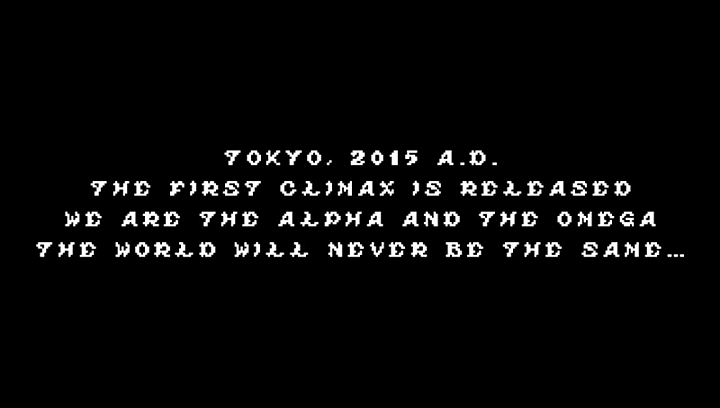 TOKYO, 2015 A.D.
THE FIRST CLIMAX IS RELEASED
WE ARE THE ALPHA AND THE OMEGA
THE WORLD WILL NEVER BE THE SAME...